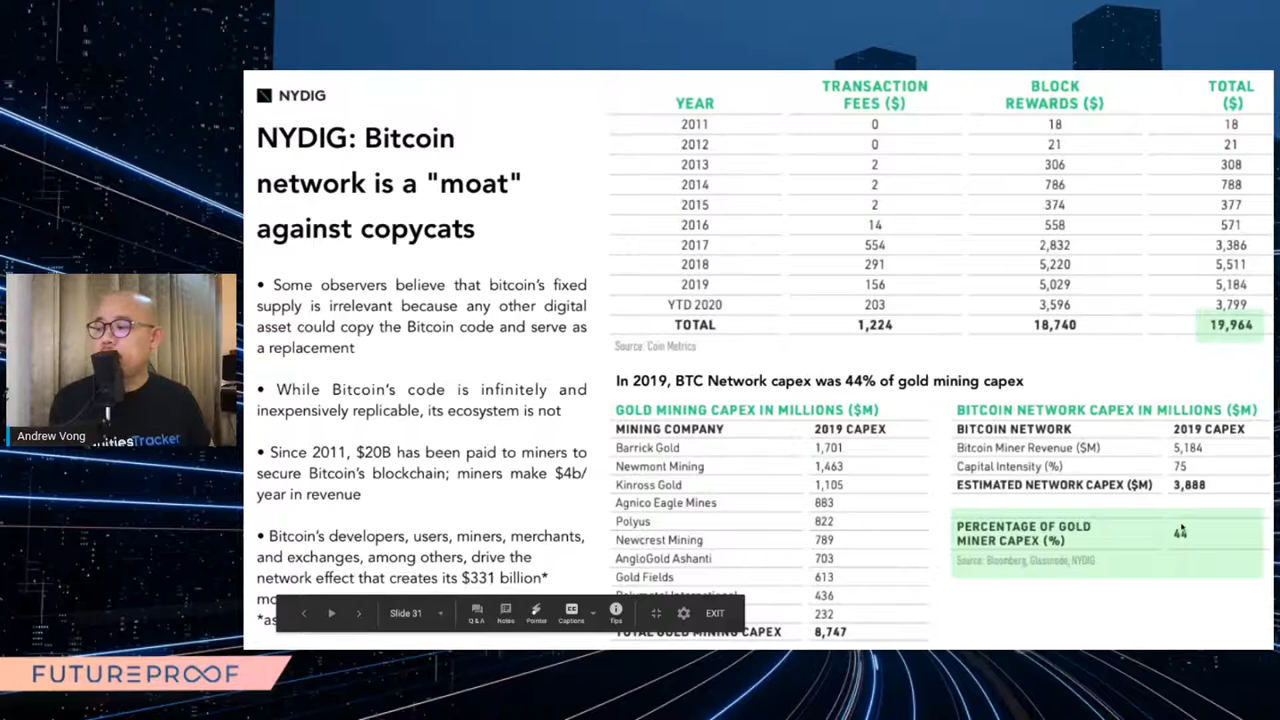 NYDIG
NYDIG: Bitcoin
network is a "moat"
against copycats
• Some observers believe that bitcoin's fixed
supply is irrelevant because any other digital
asset could copy the Bitcoin code and serve as
a replacement
• While Bitcoin's code is infinitely and
inexpensively replicable, its ecosystem is not
• Since 2011, $20B has been paid to miners to
secure Bitcoin's blockchain; miners make $4b/
year in revenue
• Bitcoin's developers, users, miners, merchants,
and exchanges, among others, drive the
network effect that creates its $331 billion*
YEAR TRANSACTION FEES ($) BLOCK REWARDS ($) TOTAL ($)
2011 0 18 18
2012 0 21 21
2013 2 306 308
2014 2 786 788
2015 2 374 377
2016 14 558 571
2017 554 2,832 3,386
2018 291 5,220 5,511
2019 156 5,029 5,184
YTD 2020 203 3,596 3,799
TOTAL 1,224 18,740 19,964
Source: Coin Metrics
In 2019, BTC Network capex was 44% of gold mining capex
GOLD MINING CAPEX IN MILLIONS ($M)
MINING COMPANY 2019 CAPEX
Barrick Gold 1,701
Newmont Mining 1,463
Kinross Gold 1,105
Agnico Eagle Mines 883
Polyus 822
Newcrest Mining 789
AngloGold Ashanti 703
Gold Fields 613
Polymetal International 436
232
TOTAL GOLD MINING CAPEX 8,747
BITCOIN NETWORK CAPEX IN MILLIONS ($M)
BITCOIN NETWORK 2019 CAPEX
Bitcoin Miner Revenue ($M) 5,184
Capital Intensity (%) 75
ESTIMATED NETWORK CAPEX ($M) 3,888
PERCENTAGE OF GOLD
MINER CAPEX (%) 44
Source: Bloomberg, Glassnode, NYDIG
Slide 31 Q & A Notes Pointer Captions Tips EXIT
Andrew Vong
uitiesTracker
FUTUREPROOF